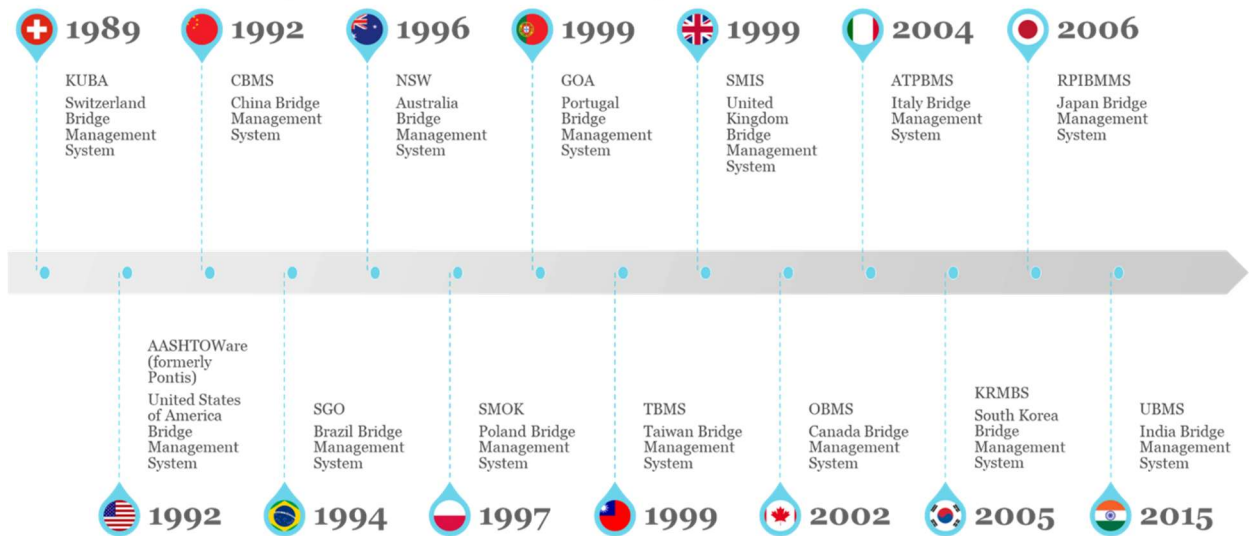 1989
KUBA
Switzerland
Bridge
Management
System
1992
CBMS
China Bridge
Management
System
1996
NSW
Australia
Bridge
Management
System
1999
GOA
Portugal
Bridge
Management
System
1999
SMIS
United
Kingdom
Bridge
Management
System
2004
ATPBMS
Italy Bridge
Management
System
2006
RPIBMMS
Japan Bridge
Management
System
AASHTOWare
(formerly
Pontis)
United States
of America
Bridge
Management
System
1992
SGO
Brazil Bridge
Management
System
1994
SMOK
Poland Bridge
Management
System
1997
TBMS
Taiwan Bridge
Management
System
1999
OBMS
Canada Bridge
Management
System
2002
KRMBS
South Korea
Bridge
Management
System
2005
UBMS
India Bridge
Management
System
2015